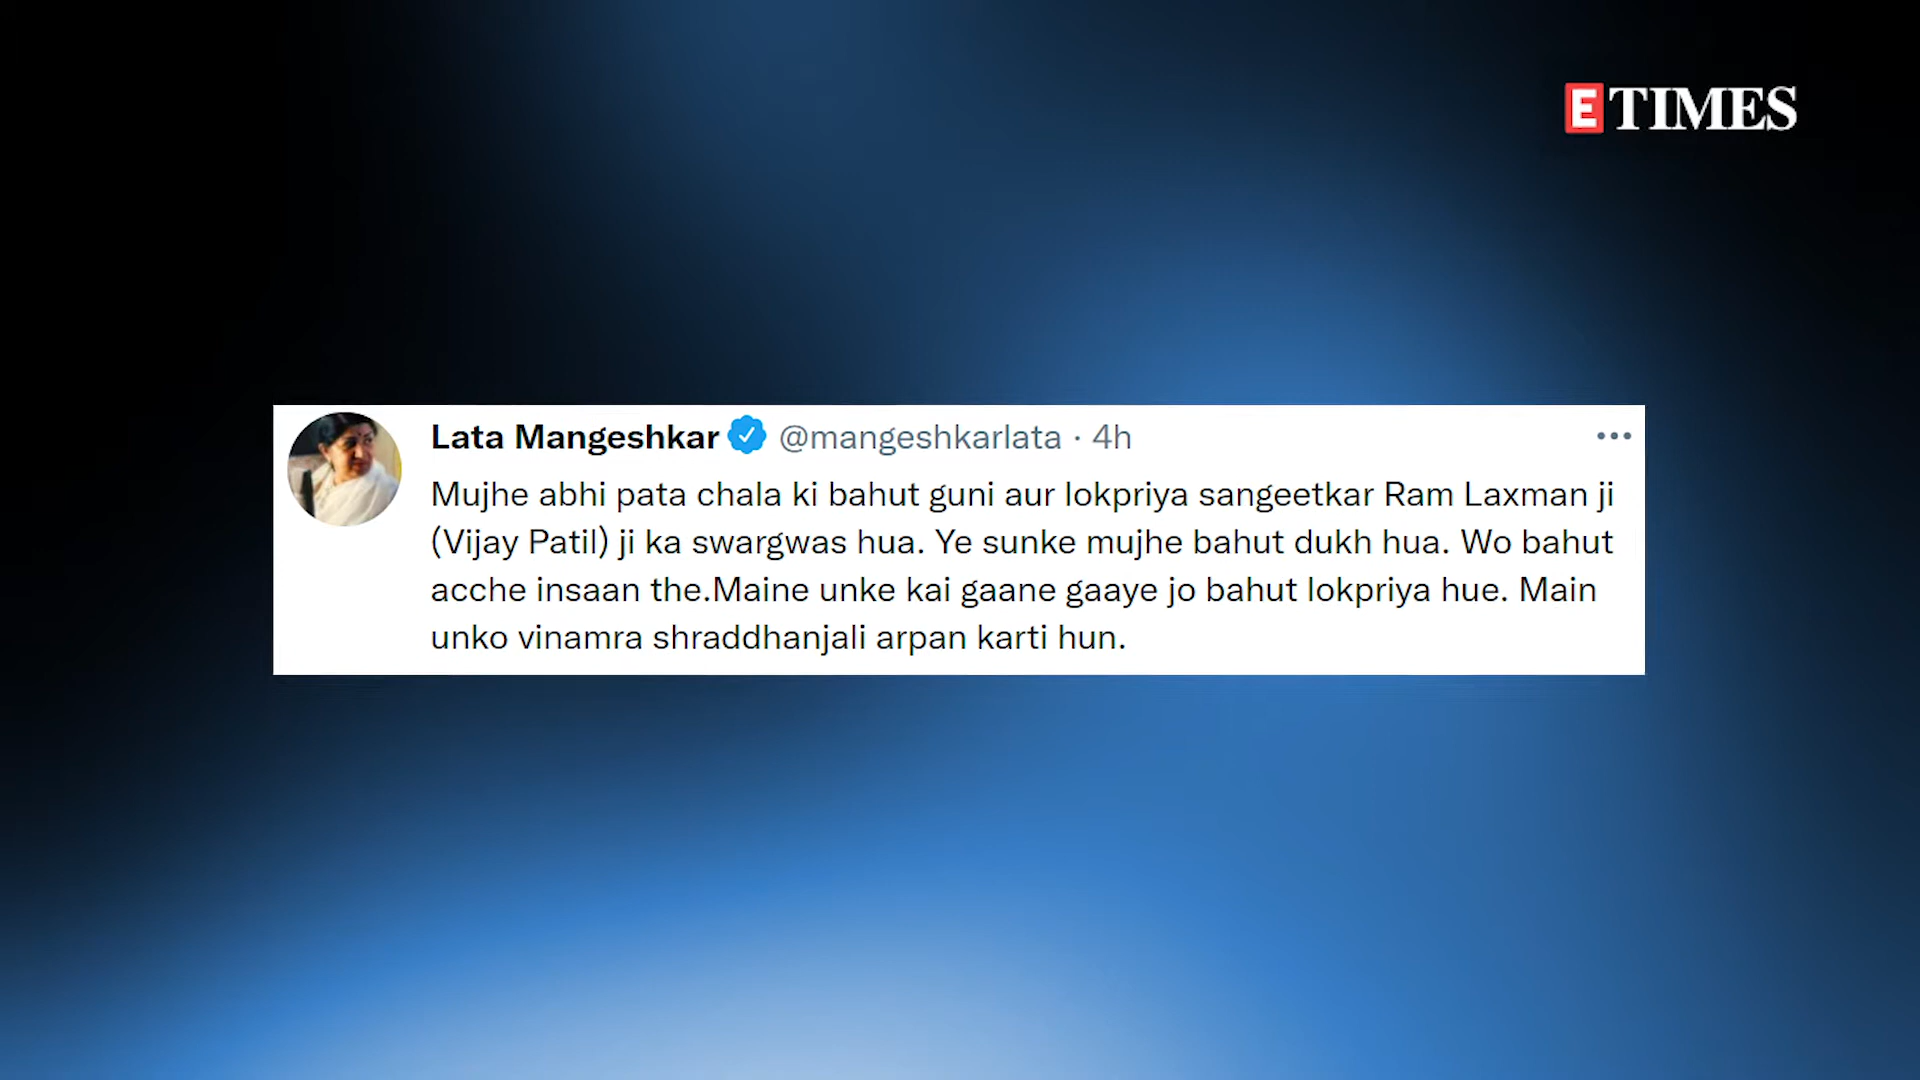 E TIMES
Lata Mangeshkar @mangeshkarlata · 4h
Mujhe abhi pata chala ki bahut guni aur lokpriya sangeetkar Ram Laxman ji
(Vijay Patil) ji ka swargwas hua. Ye sunke mujhe bahut dukh hua. Wo bahut
acche insaan the.Maine unke kai gaane gaaye jo bahut lokpriya hue. Main
unko vinamra shraddhanjali arpan karti hun.